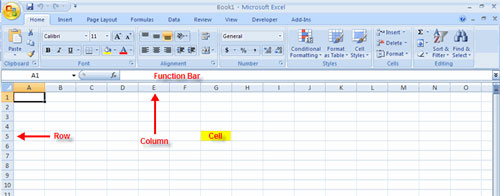 Book1 - Microsoft Excel
Home Insert Page Layout Formulas Data Review View Developer Add-Ins
Paste Calibri 11 A A General Conditional Formatting Format as Table Cell Styles Insert Delete Format Sort & Filter Find & Select
B I U $ % ,
Clipboard Font Alignment Number Styles Cells Editing
A1 fx Function Bar
A B C D E F G H I J K L M N O
1
2
3
4
5 Row Column Cell
6
7
8
9
10
11